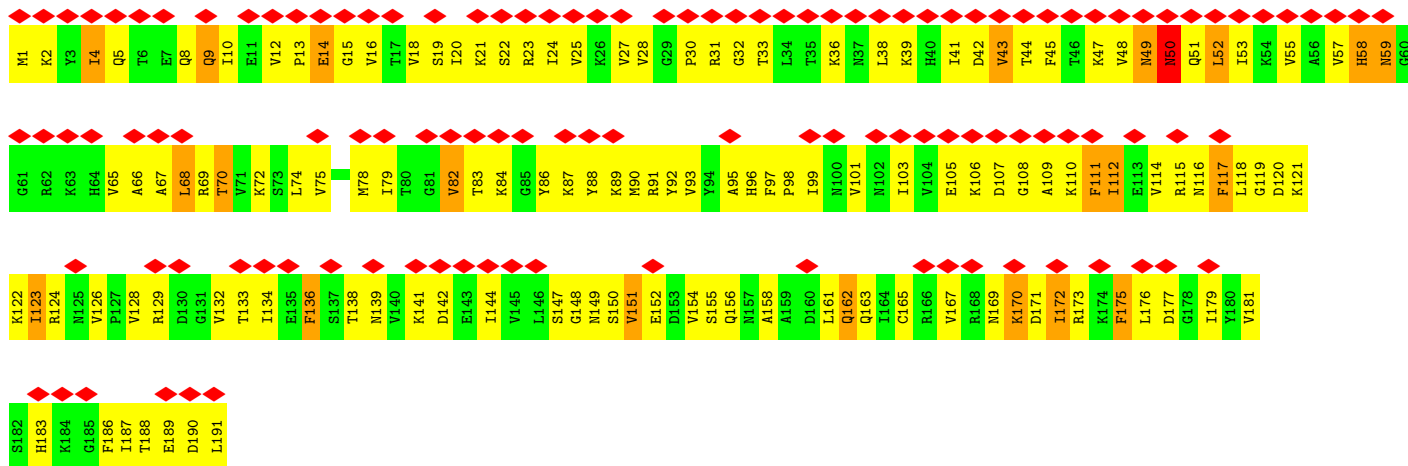 M1 K2 Y3 I4 Q5 T6 E7 Q8 Q9 I10 E11 V12 P13 E14 G15 V16 T17 V18 S19 I20 K21 S22 R23 I24 V25 K26 V27 V28 G29 P30 R31 G32 T33 L34 T35 K36 N37 L38 K39 H40 I41 D42 V43 T44 F45 T46 K47 V48 N49 N50 Q51 L52 I53 K54 V55 A56 V57 H58 N59 G60
G61 R62 K63 H64 V65 A66 A67 L68 R69 T70 V71 K72 S73 L74 V75 M78 I79 T80 G81 V82 T83 K84 G85 Y86 K87 Y88 K89 M90 R91 Y92 V93 Y94 A95 H96 F97 P98 I99 N100 V101 N102 I103 V104 E105 K106 D107 G108 A109 K110 F111 I112 E113 V114 R115 N116 F117 L118 G119 D120 K121
K122 I123 R124 N125 V126 P127 V128 R129 D130 G131 V132 T133 I134 E135 F136 S137 T138 N139 V140 K141 D142 E143 I144 V145 L146 S147 G148 N149 S150 V151 E152 D153 V154 S155 Q156 N157 A158 A159 D160 L161 Q162 Q163 I164 C165 R166 V167 R168 N169 K170 D171 I172 R173 K174 F175 L176 D177 G178 I179 Y180 V181
S182 H183 K184 G185 F186 I187 T188 E189 D190 L191